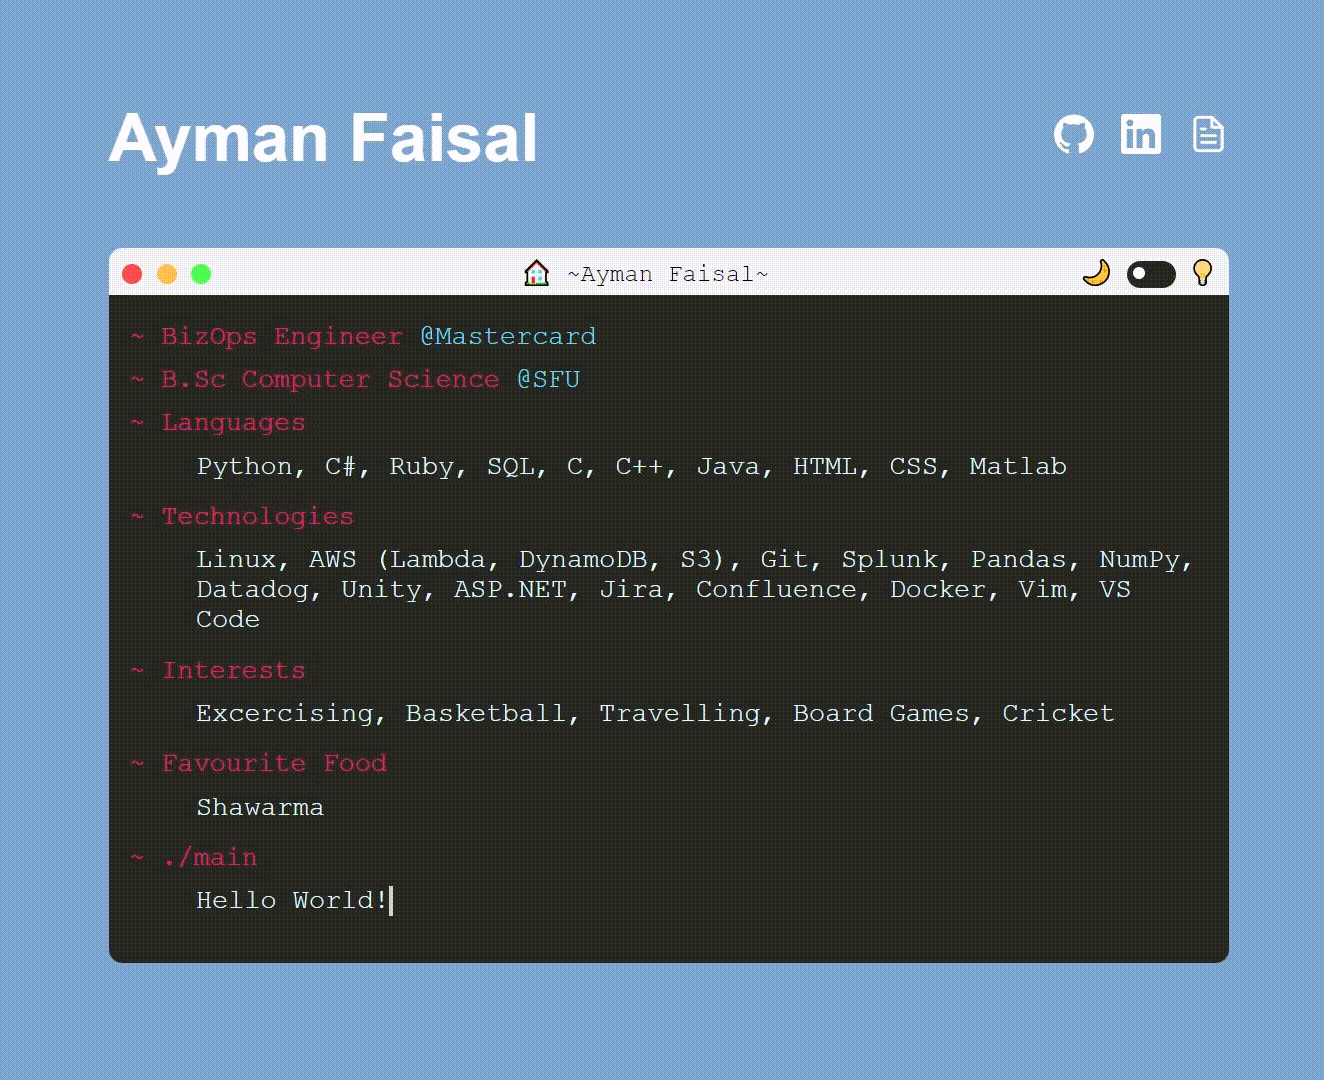 Ayman Faisal
in
~Ayman Faisal~
~ BizOps Engineer @Mastercard
~ B.Sc Computer Science @SFU
~ Languages
Python, C#, Ruby, SQL, C, C++, Java, HTML, CSS, Matlab
~ Technologies
Linux, AWS (Lambda, DynamoDB, S3), Git, Splunk, Pandas, NumPy,
Datadog, Unity, ASP.NET, Jira, Confluence, Docker, Vim, VS
Code
~ Interests
Excercising, Basketball, Travelling, Board Games, Cricket
~ Favourite Food
Shawarma
~ ./main
Hello World!